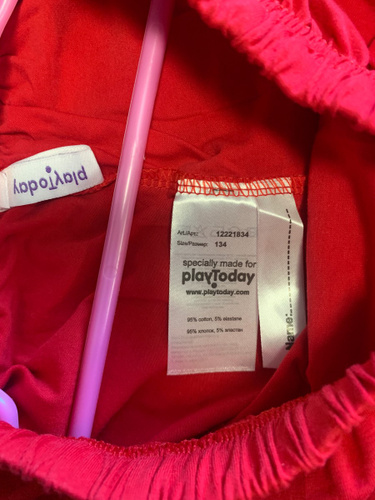 playToday
Art./Арт.: 12221834
Size/Размер: 134
specially made for
playToday
www.playtoday.com
95% cotton, 5% elastane
95% хлопок, 5% эластан
Name: